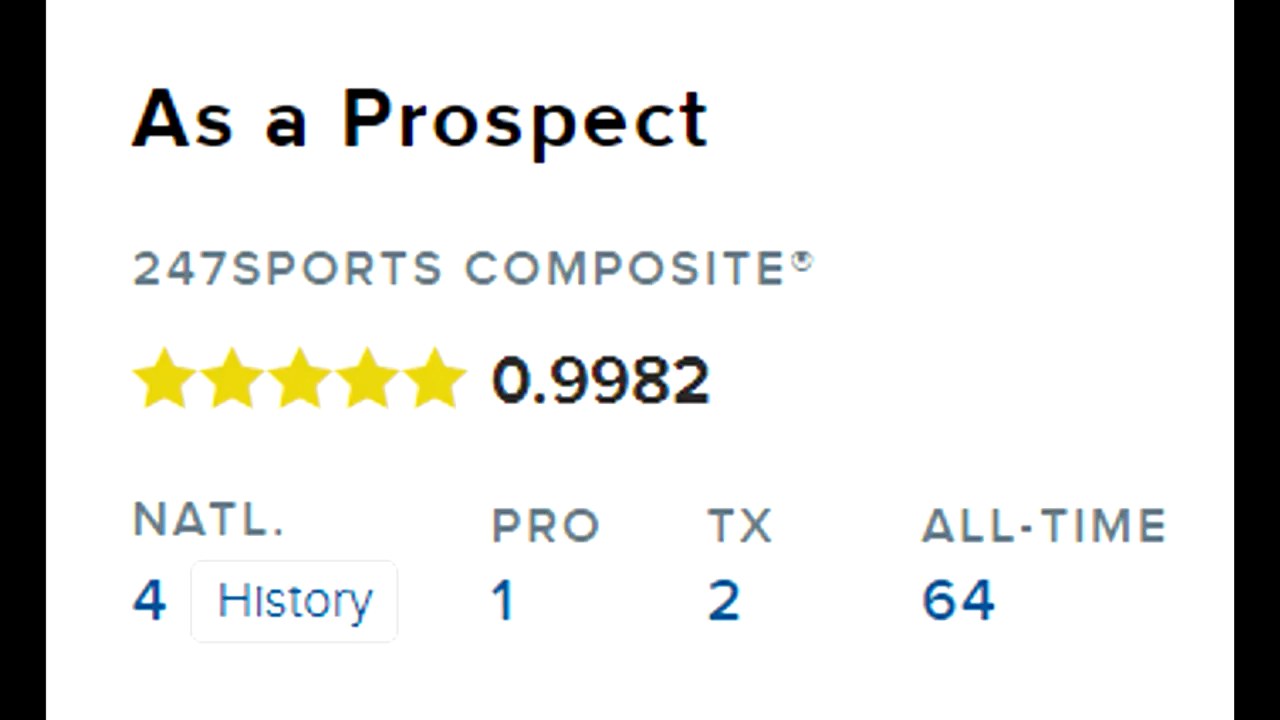 As a Prospect
247SPORTS COMPOSITE®
0.9982
NATL. PRO TX ALL-TIME
4 History 1 2 64